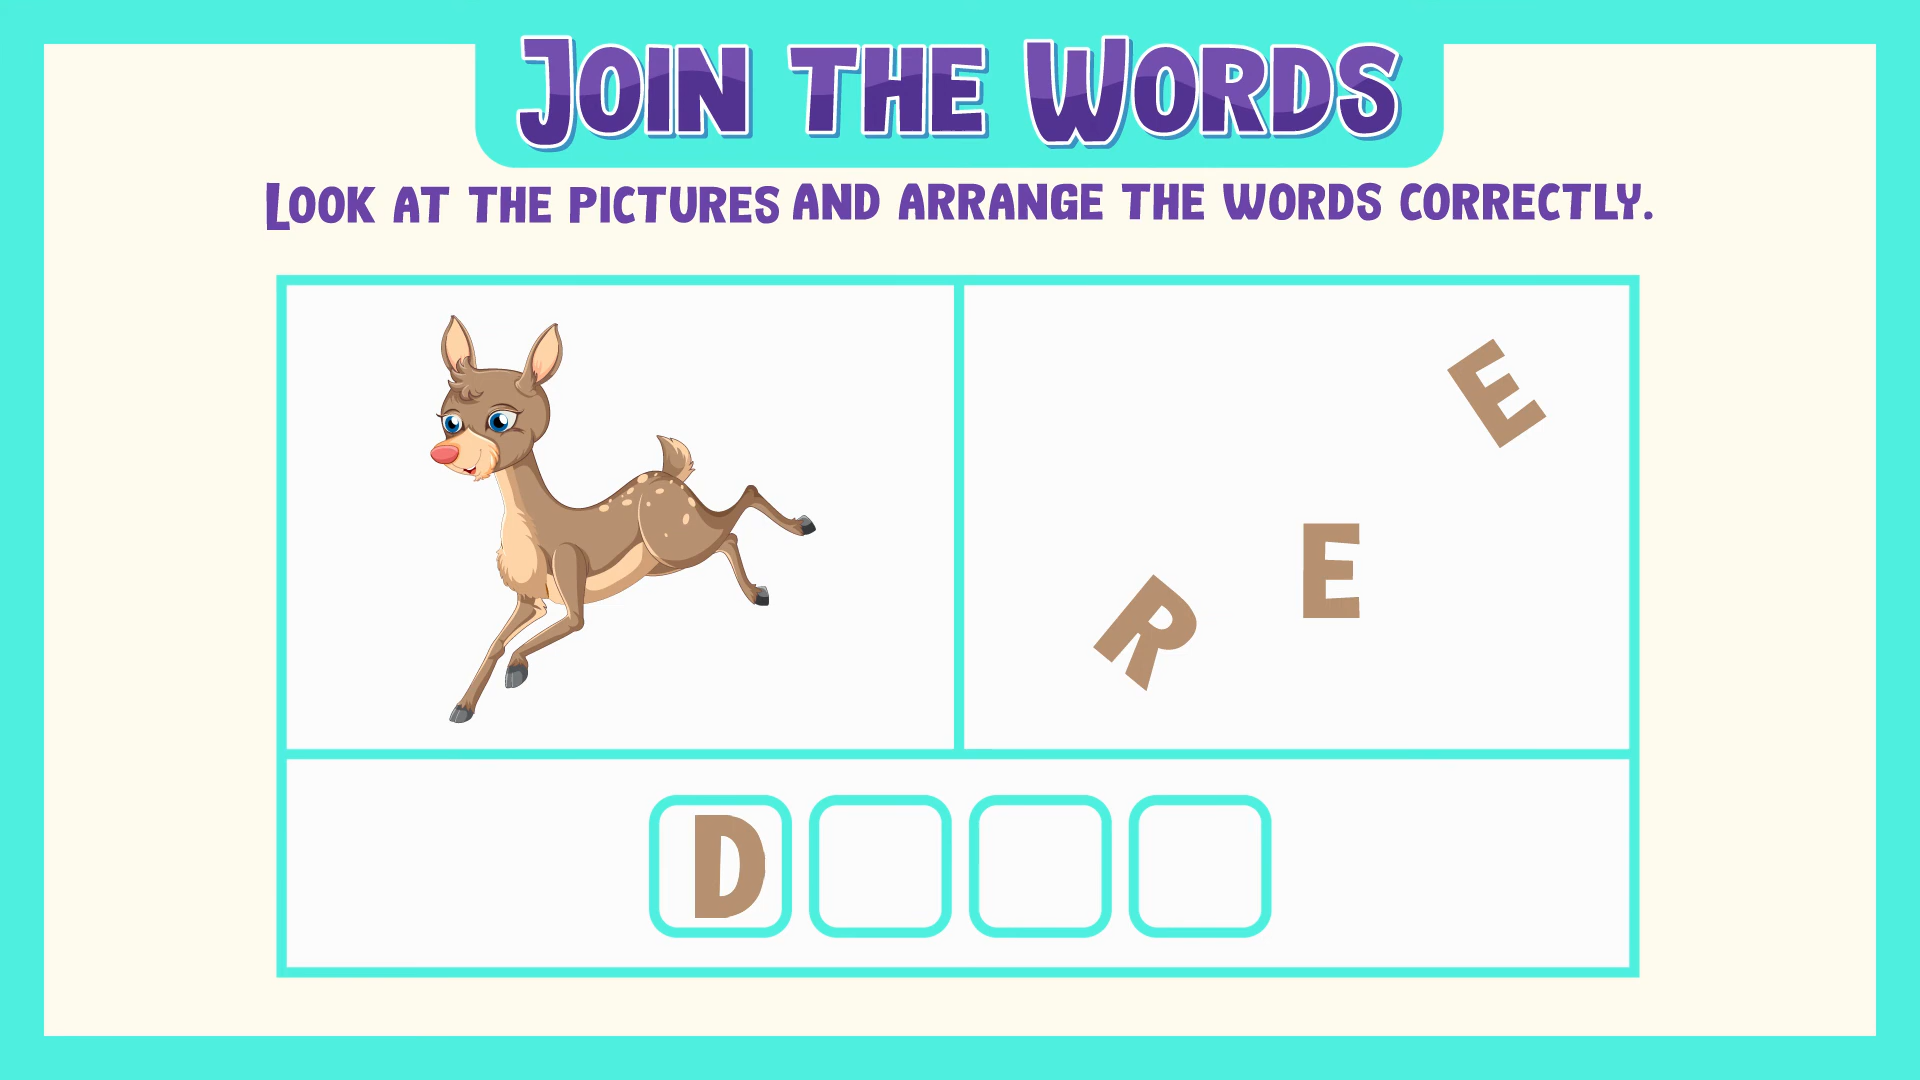 JOIN THE WORDS
LOOK AT THE PICTURES AND ARRANGE THE WORDS CORRECTLY.
E
E
R
D